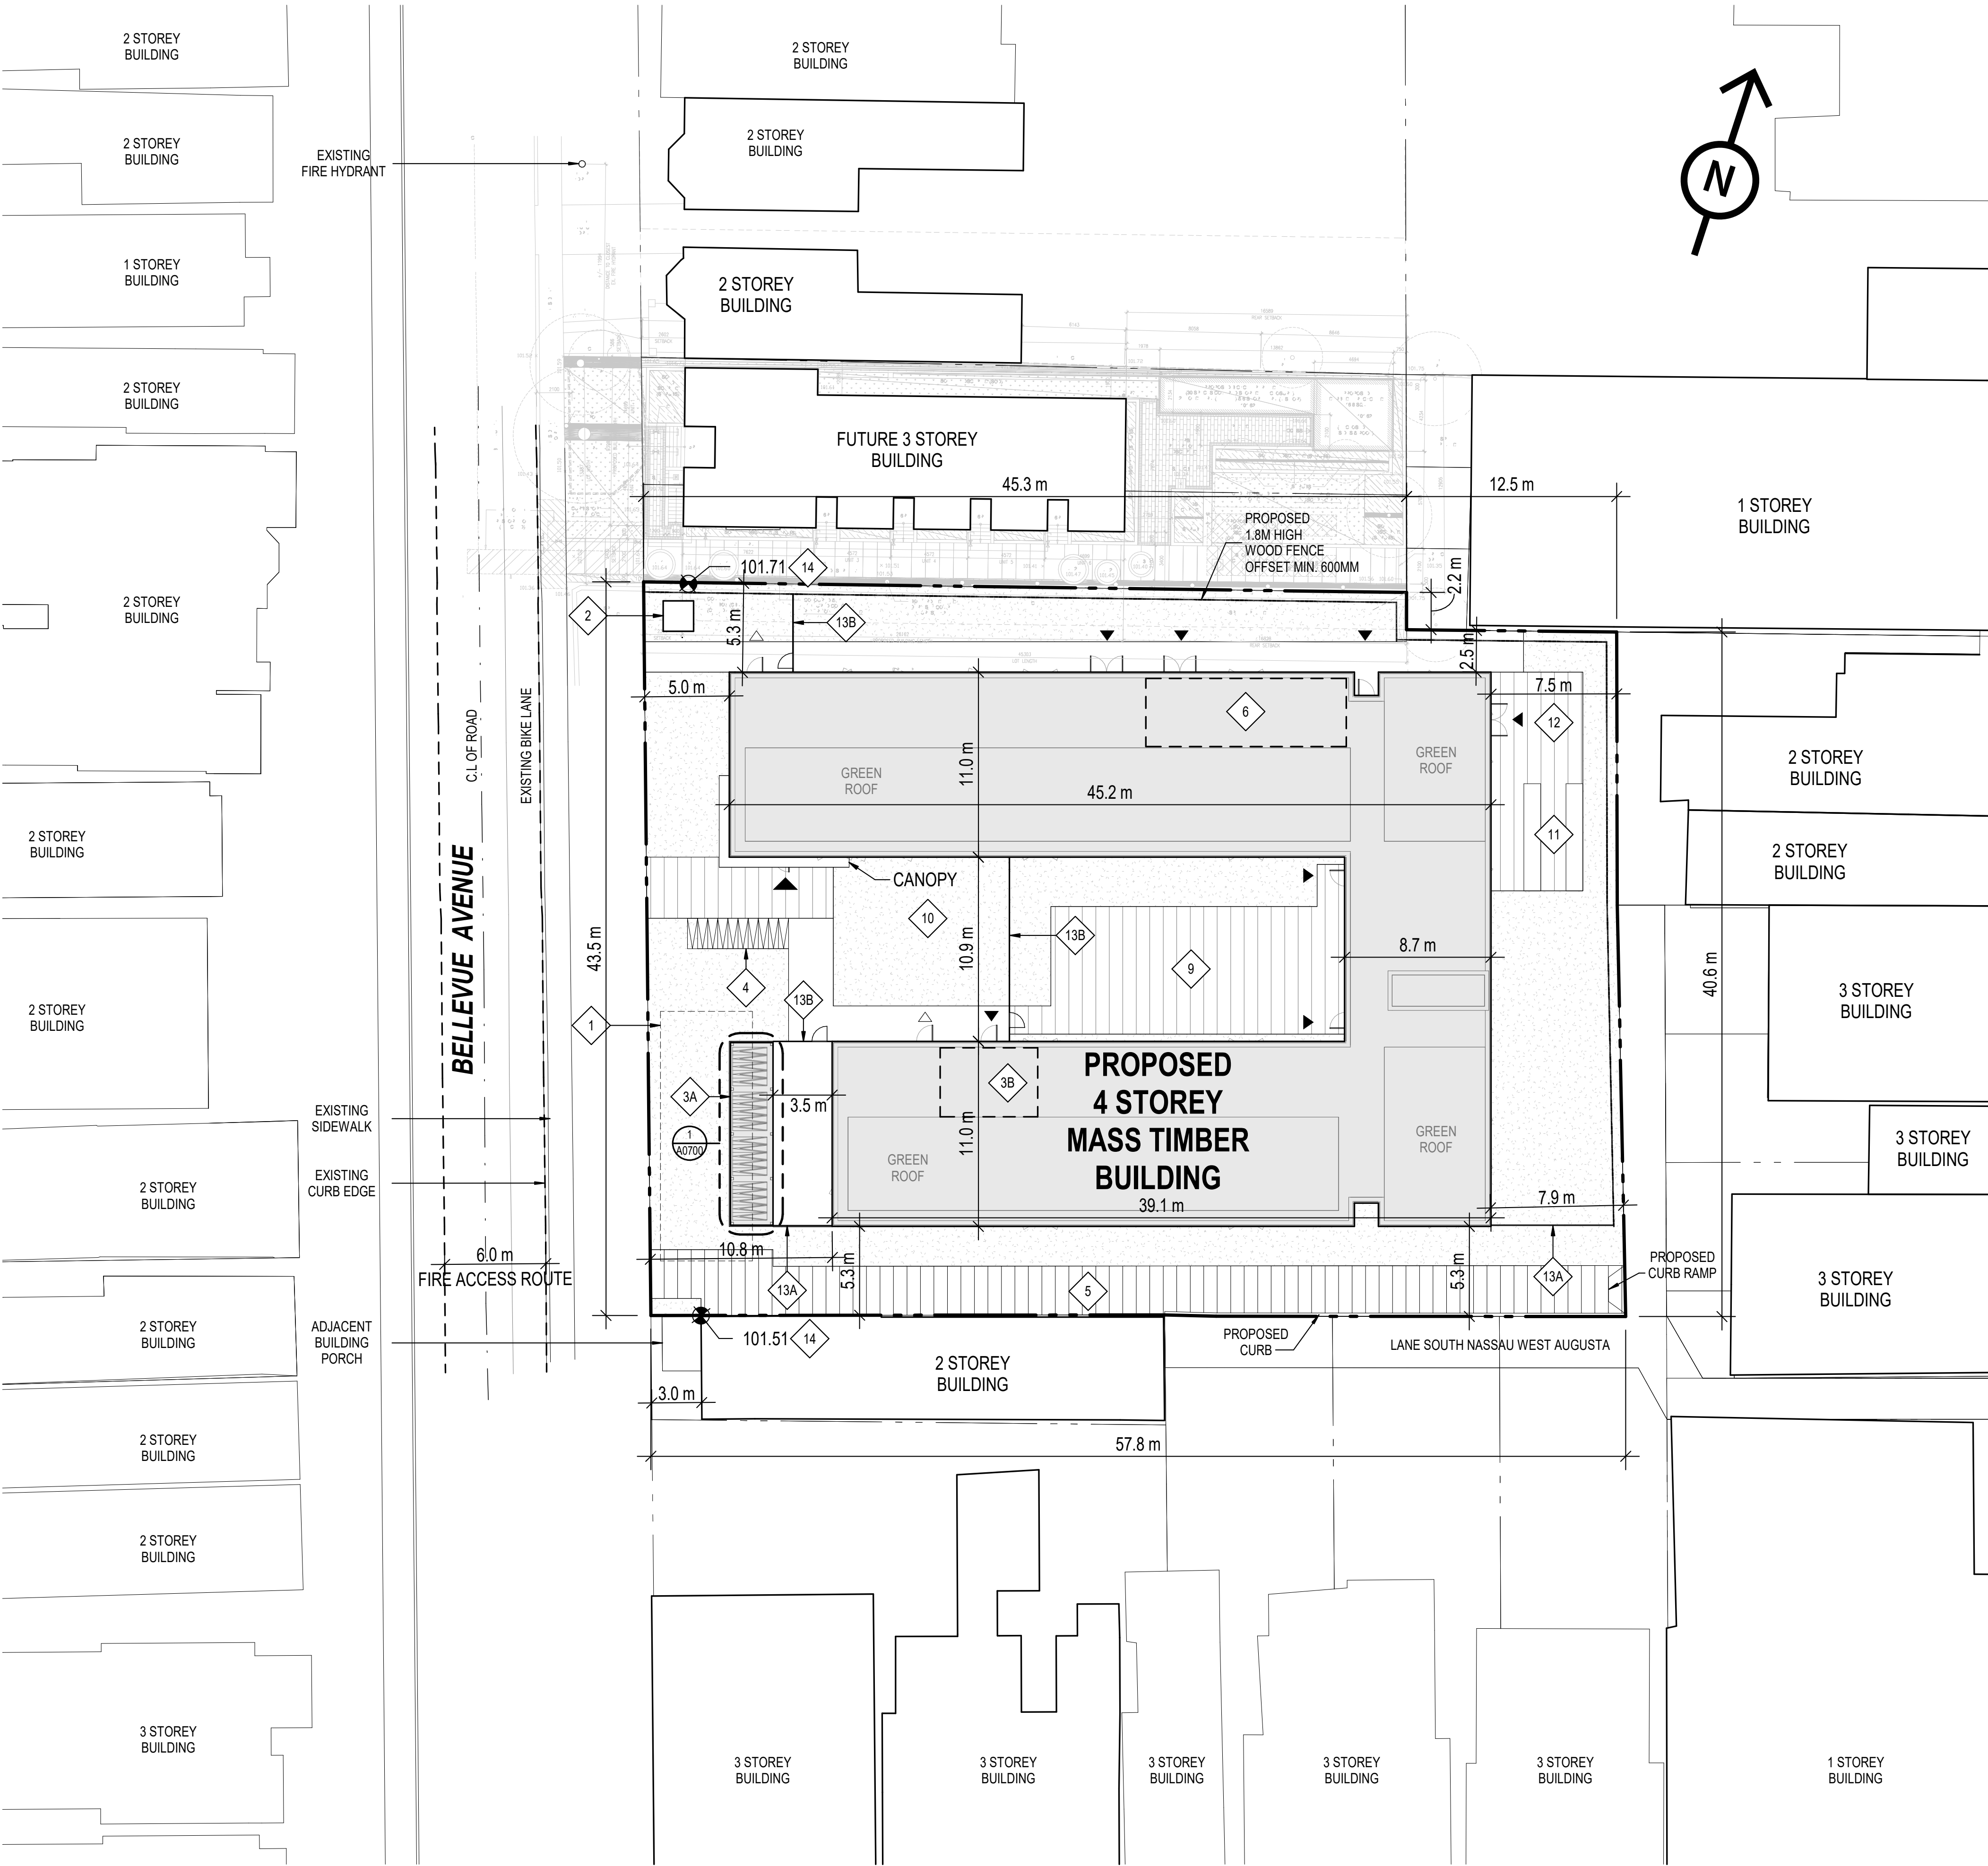 2 STOREY
BUILDING
2 STOREY
BUILDING
2 STOREY
BUILDING
2 STOREY
BUILDING
EXISTING
FIRE HYDRANT
N
1 STOREY
BUILDING
2 STOREY
BUILDING
2 STOREY
BUILDING
FUTURE 3 STOREY
BUILDING
45.3 m
12.5 m
1 STOREY
BUILDING
PROPOSED
1.8M HIGH
WOOD FENCE
OFFSET MIN. 600MM
101.71
14
2.2 m
2 STOREY
BUILDING
2
5.3 m
13B
2.5 m
5.0 m
7.5 m
6
12
C.L OF ROAD
EXISTING BIKE LANE
11.0 m
GREEN
ROOF
GREEN
ROOF
45.2 m
2 STOREY
BUILDING
11
2 STOREY
BUILDING
2 STOREY
BUILDING
BELLEVUE AVENUE
CANOPY
10
43.5 m
10.9 m
13B
8.7 m
9
4
13B
40.6 m
3 STOREY
BUILDING
2 STOREY
BUILDING
1
PROPOSED
4 STOREY
MASS TIMBER
BUILDING
3B
3A
3.5 m
EXISTING
SIDEWALK
1
A0700
11.0 m
GREEN
ROOF
GREEN
ROOF
3 STOREY
BUILDING
EXISTING
CURB EDGE
2 STOREY
BUILDING
39.1 m
7.9 m
6.0 m
FIRE ACCESS ROUTE
10.8 m
5.3 m
13A
5
5.3 m
13A
PROPOSED
CURB RAMP
3 STOREY
BUILDING
2 STOREY
BUILDING
ADJACENT
BUILDING
PORCH
101.51
14
PROPOSED
CURB
LANE SOUTH NASSAU WEST AUGUSTA
2 STOREY
BUILDING
3.0 m
57.8 m
2 STOREY
BUILDING
2 STOREY
BUILDING
3 STOREY
BUILDING
3 STOREY
BUILDING
3 STOREY
BUILDING
3 STOREY
BUILDING
3 STOREY
BUILDING
3 STOREY
BUILDING
1 STOREY
BUILDING